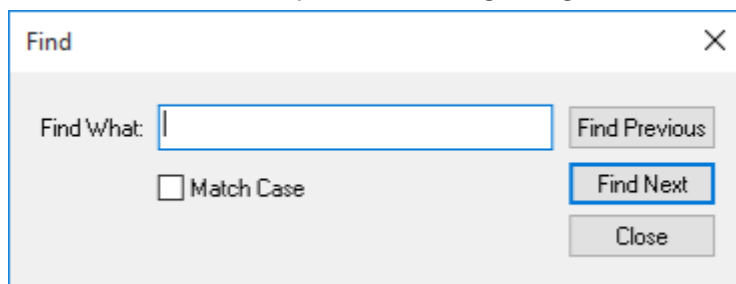 Find
Find What:
Find Previous
Match Case
Find Next
Close